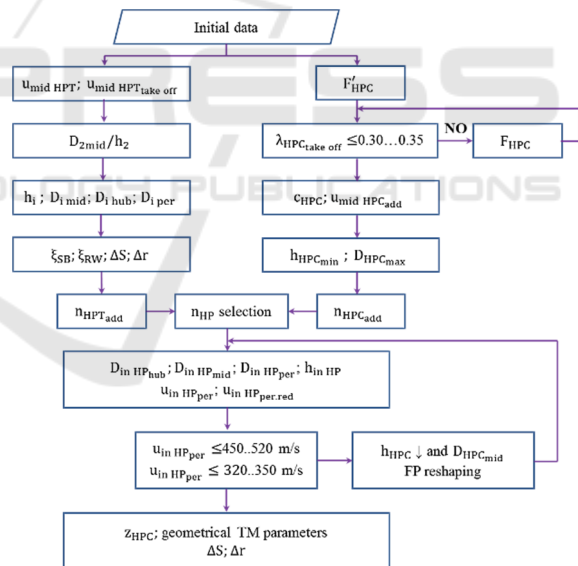 Initial data
u_mid HPT; u_mid HPT_take off
F′_HPC
D_2mid/h_2
λ_HPC_take off ≤0.30…0.35
NO
F_HPC
h_i ; D_i mid; D_i hub; D_i per
c_HPC; u_mid HPC_add
ξ_SB; ξ_RW; ΔS; Δr
h_HPC_min ; D_HPC_max
n_HPT_add
n_HP selection
n_HPC_add
D_in HP_hub; D_in HP_mid; D_in HP_per; h_in HP
u_in HP_per; u_in HP_per.red
u_in HP_per ≤450..520 m/s
u_in HP_per ≤ 320..350 m/s
h_HPC ↓ and D_HPC_mid
FP reshaping
z_HPC; geometrical TM parameters
ΔS; Δr
PRESS
OLOGY PUBLICATIONS